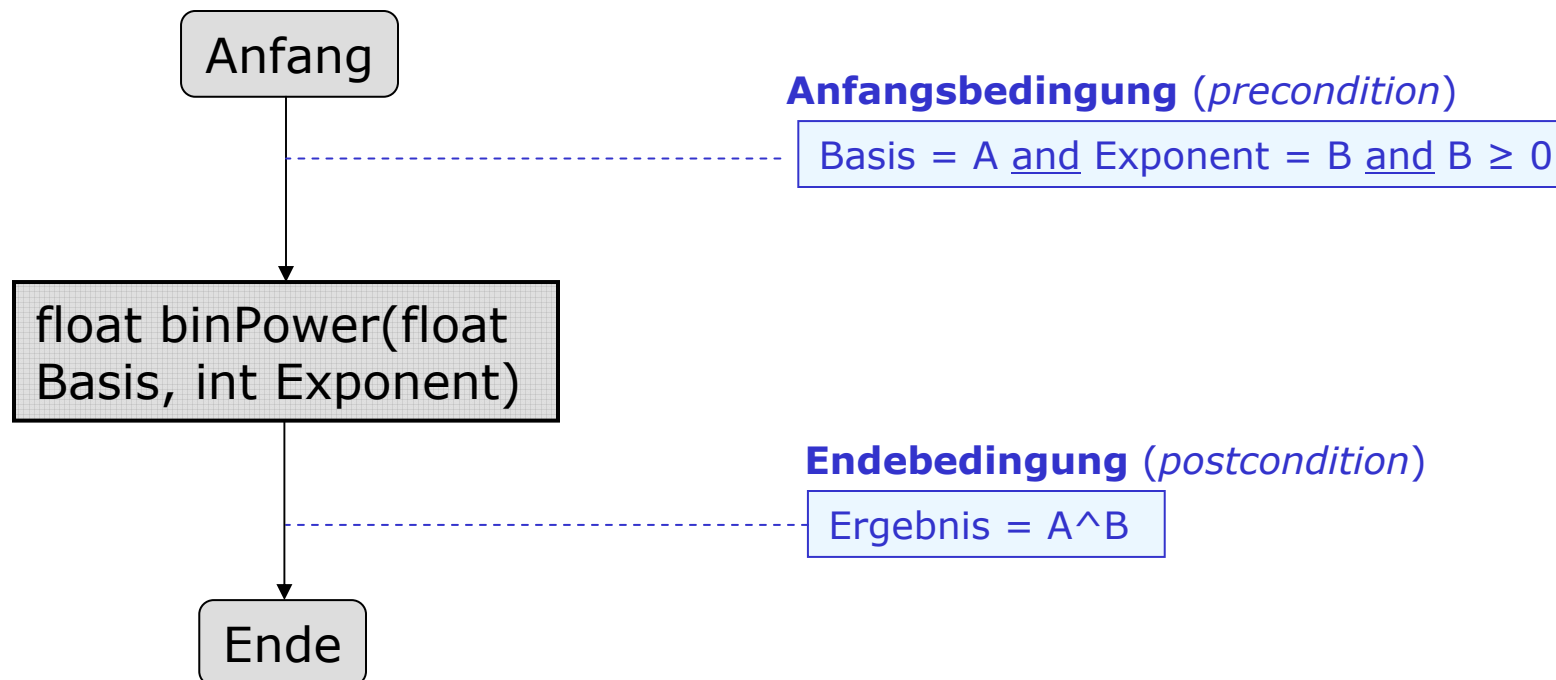 Anfang
Anfangsbedingung (precondition)
Basis = A and Exponent = B and B ≥ 0
float binPower(float
Basis, int Exponent)
Endebedingung (postcondition)
Ergebnis = A^B
Ende